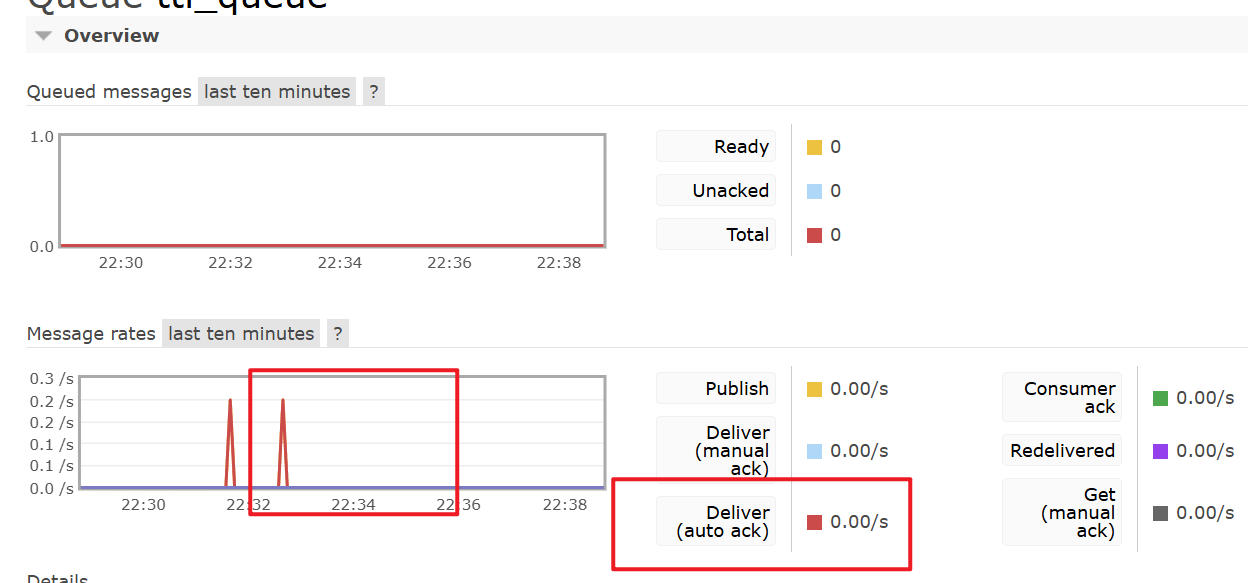 Queue ttl_queue
Overview
Queued messages last ten minutes ?
1.0
0.0
22:30 22:32 22:34 22:36 22:38
Ready 0
Unacked 0
Total 0
Message rates last ten minutes ?
0.3 /s
0.2 /s
0.2 /s
0.1 /s
0.1 /s
0.0 /s
22:30 22:32 22:34 22:36 22:38
Publish 0.00/s
Deliver
(manual
ack)
0.00/s
Deliver
(auto ack)
0.00/s
Consumer
ack
0.00/s
Redelivered 0.00/s
Get
(manual
ack)
0.00/s
Details